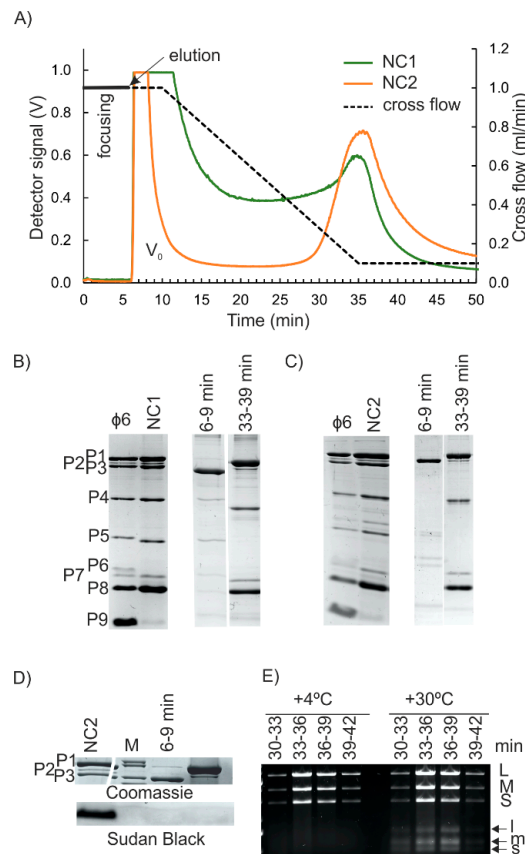 A)
elution
NC1
NC2
cross flow
focusing
V0
Detector signal (V)
1.0
0.8
0.6
0.4
0.2
0.0
1.2
1.0
0.8
0.6
0.4
0.2
0.0
Cross flow (ml/min)
0 5 10 15 20 25 30 35 40 45 50
Time (min)
B)
ϕ6
NC1
6-9 min
33-39 min
P1
P2 P3
P4
P5
P6
P7
P8
P9
C)
ϕ6
NC2
6-9 min
33-39 min
D)
NC2
M
6-9 min
P1
P2 P3
Coomassie
Sudan Black
E)
+4ºC +30ºC
30-33 33-36 36-39 39-42 30-33 33-36 36-39 39-42 min
L
M
S
l
m
s